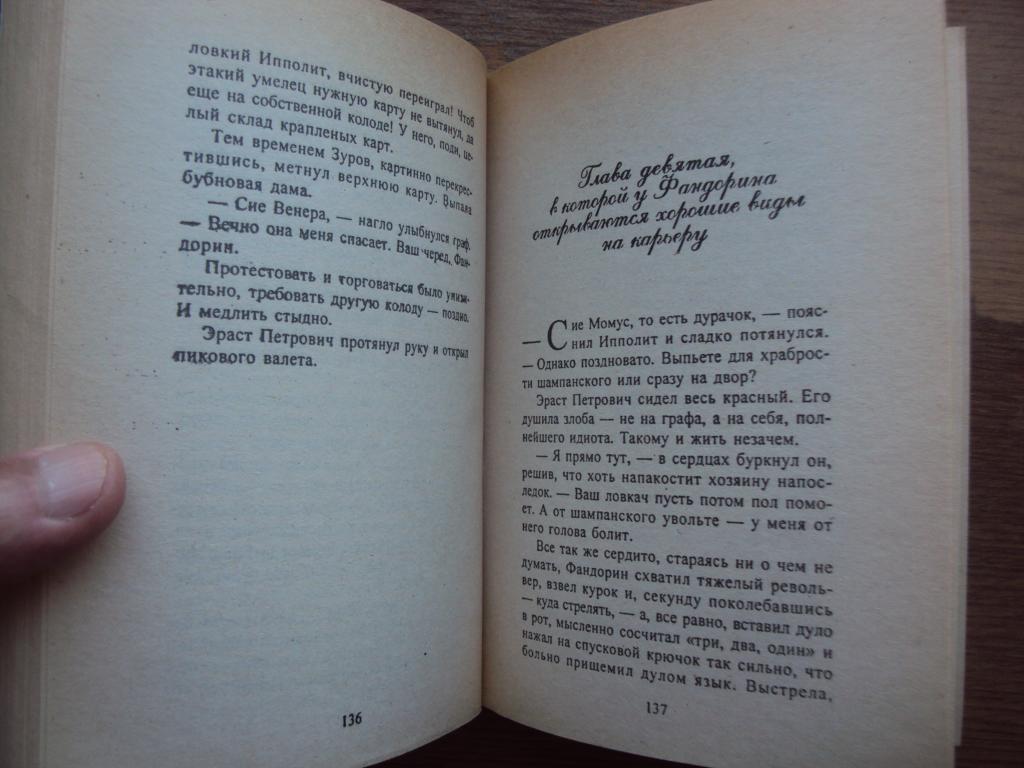 ловкий Ипполит, вчистую переиграл! Чтоб
этакий умелец нужную карту не вытянул, да
еще на собственной колоде! У него, поди, це-
лый склад крапленых карт.
Тем временем Зуров, картинно перекрес-
тившись, метнул верхнюю карту. Выпала
бубновая дама.
— Сие Венера, — нагло улыбнулся граф.
— Вечно она меня спасает. Ваш черед, Фан-
дорин.
Протестовать и торговаться было унизи-
тельно, требовать другую колоду — поздно.
И медлить стыдно.
Эраст Петрович протянул руку и открыл
пикового валета.
136
Глава девятая,
в которой у Фандорина
открываются хорошие виды
на карьеру
— Сие Момус, то есть дурачок, — пояс-
нил Ипполит и сладко потянулся.
— Однако поздновато. Выпьете для храброс-
ти шампанского или сразу на двор?
Эраст Петрович сидел весь красный. Его
душила злоба — не на графа, а на себя, пол-
нейшего идиота. Такому и жить незачем.
— Я прямо тут, — в сердцах буркнул он,
решив, что хоть напакостит хозяину напос-
ледок. — Ваш ловкач пусть потом пол помо-
ет. А от шампанского увольте — у меня от
него голова болит.
Все так же сердито, стараясь ни о чем не
думать, Фандорин схватил тяжелый револь-
вер, взвел курок и, секунду поколебавшись
— куда стрелять, — а, все равно, вставил дуло
в рот, мысленно сосчитал «три, два, один» и
нажал на спусковой крючок так сильно, что
больно прищемил дулом язык. Выстрела,
137